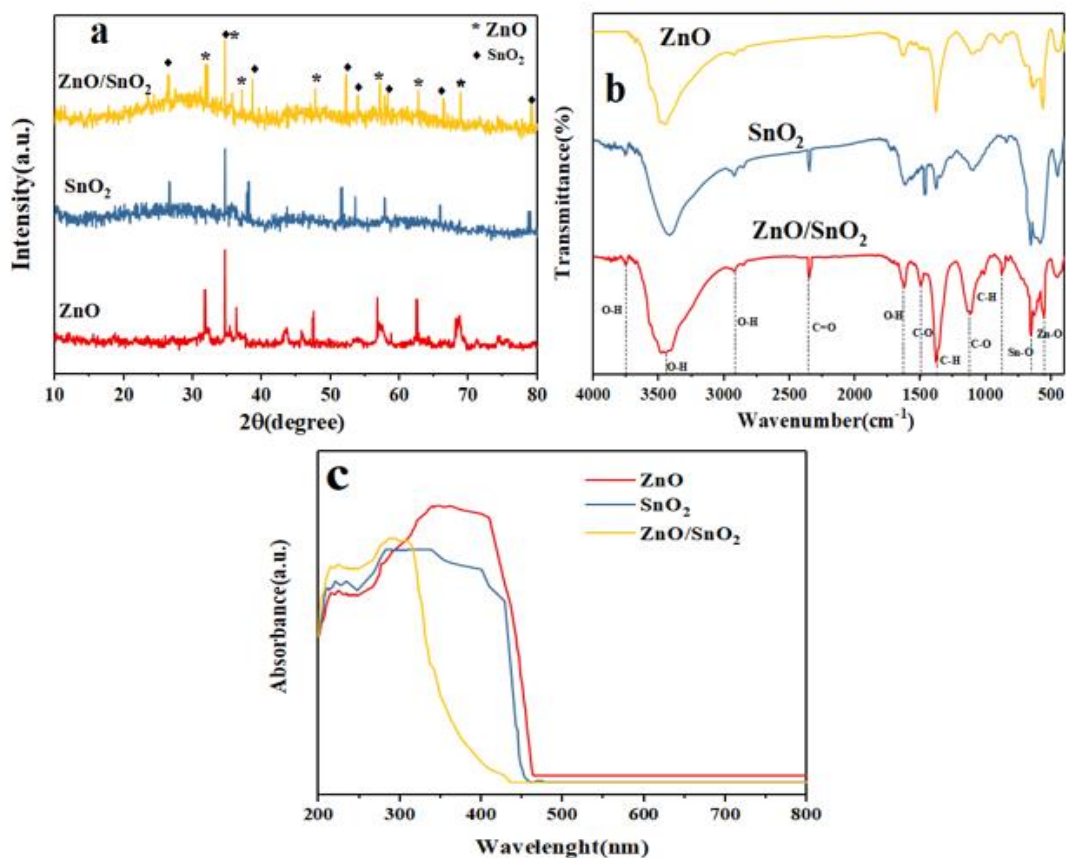 a
* ZnO
♦ SnO₂
ZnO/SnO₂
SnO₂
ZnO
Intensity(a.u.)
10 20 30 40 50 60 70 80
2θ(degree)
b
ZnO
SnO₂
ZnO/SnO₂
O-H
O-H
O-H
C=O
O-H
C-O
C-H
C-O
C-H
Sn-O
Zn-O
Transmittance(%)
4000 3500 3000 2500 2000 1500 1000 500
Wavenumber(cm⁻¹)
c
ZnO
SnO₂
ZnO/SnO₂
Absorbance(a.u.)
200 300 400 500 600 700 800
Wavelenght(nm)